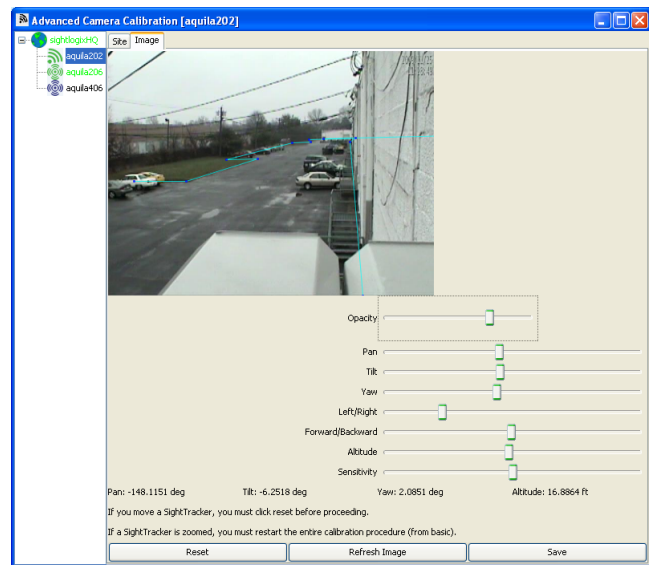 Advanced Camera Calibration [aquila202]
sightlogixHQ
aquila202
aquila206
aquila406
Site Image
Opacity
Pan
Tilt
Yaw
Left/Right
Forward/Backward
Altitude
Sensitivity
Pan: -148.1151 deg Tilt: -6.2518 deg Yaw: 2.0851 deg Altitude: 16.8864 ft
If you move a SightTracker, you must click reset before proceeding.
If a SightTracker is zoomed, you must restart the entire calibration procedure (from basic).
Reset Refresh Image Save